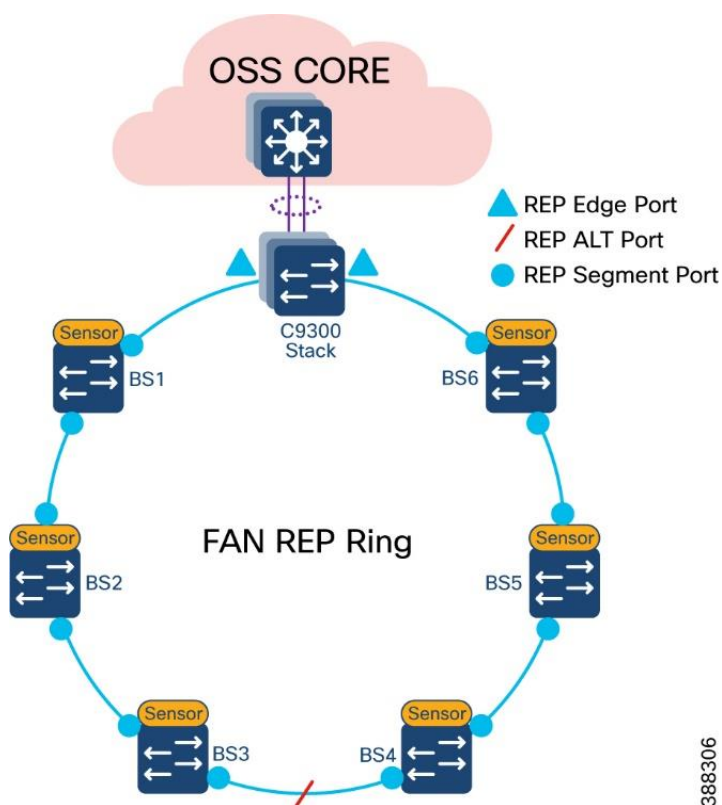 OSS CORE
REP Edge Port
REP ALT Port
REP Segment Port
C9300
Stack
Sensor
BS1
Sensor
BS6
Sensor
BS2
FAN REP Ring
Sensor
BS5
Sensor
BS3
Sensor
BS4
388306